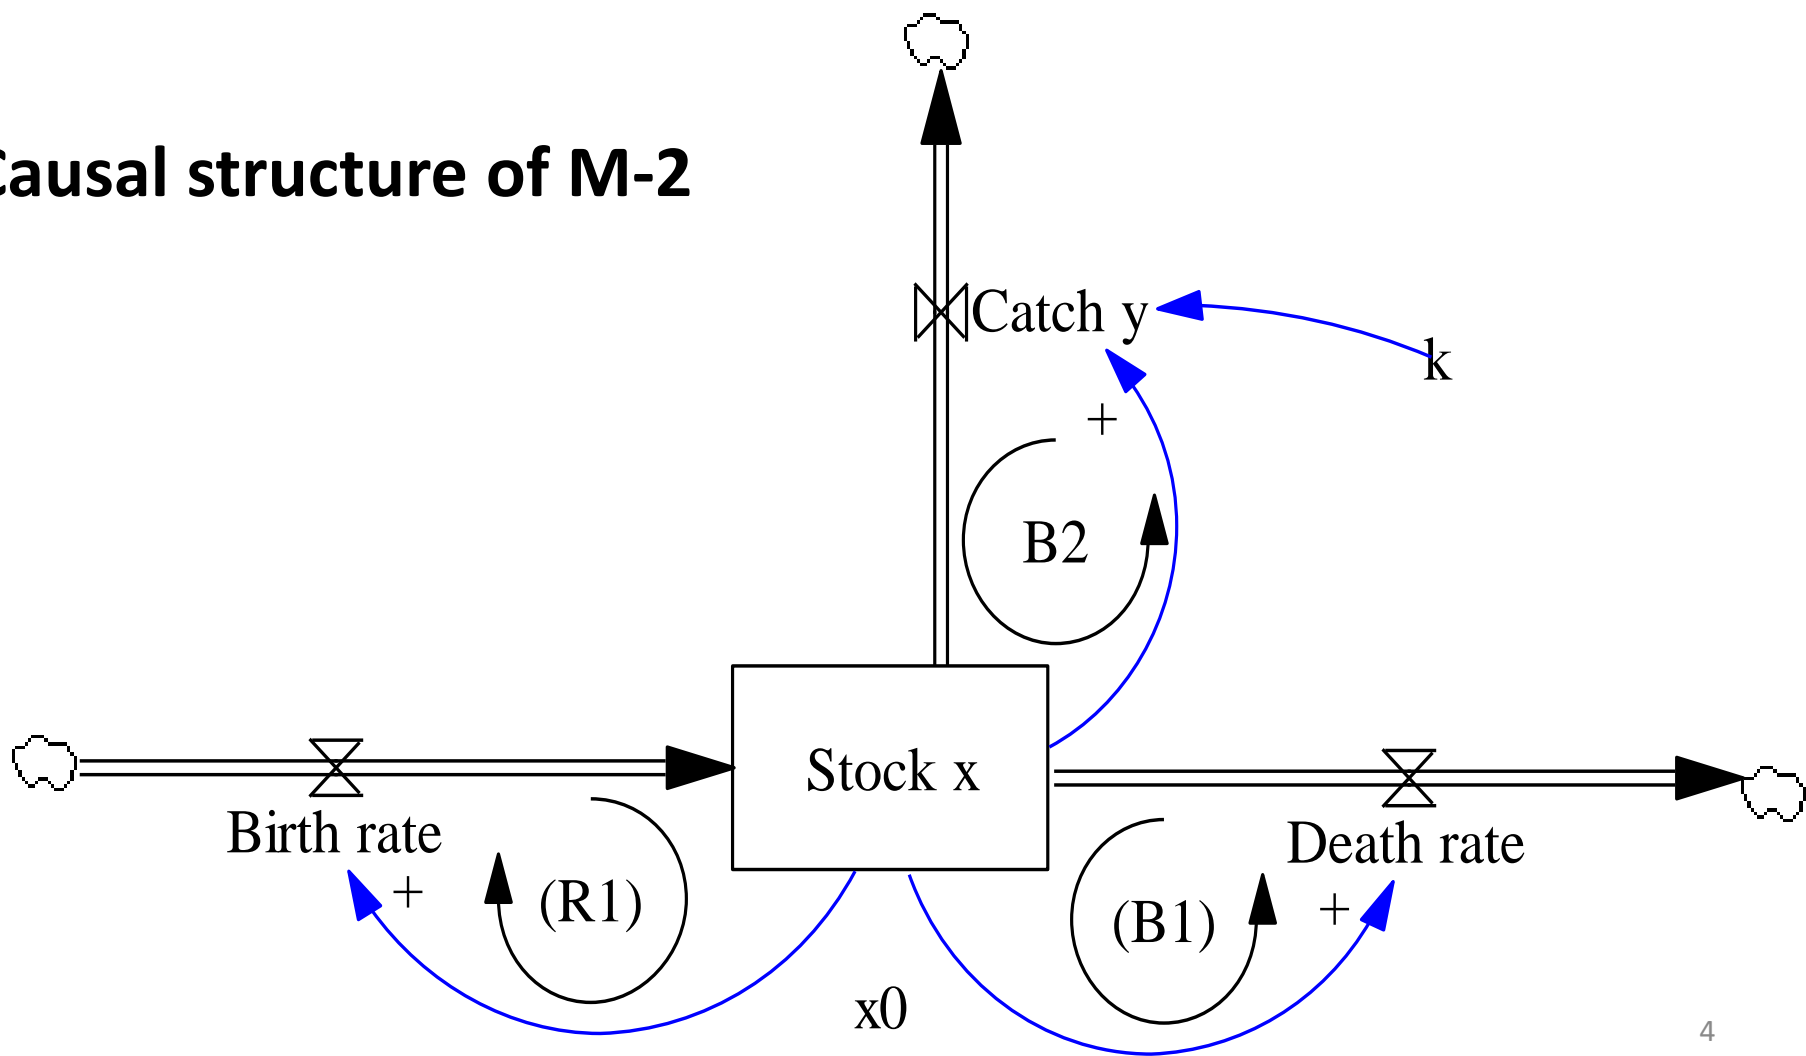 Causal structure of M-2
Catch y
k
+
B2
Stock x
Birth rate
+
(R1)
Death rate
+
(B1)
x0
4